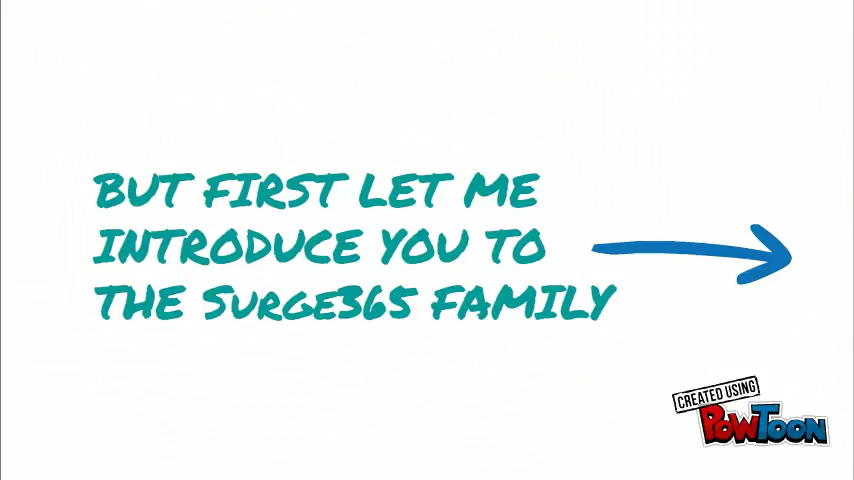 BUT FIRST LET ME
INTRODUCE YOU TO
THE SURGE365 FAMILY
CREATED USING
POWTOON